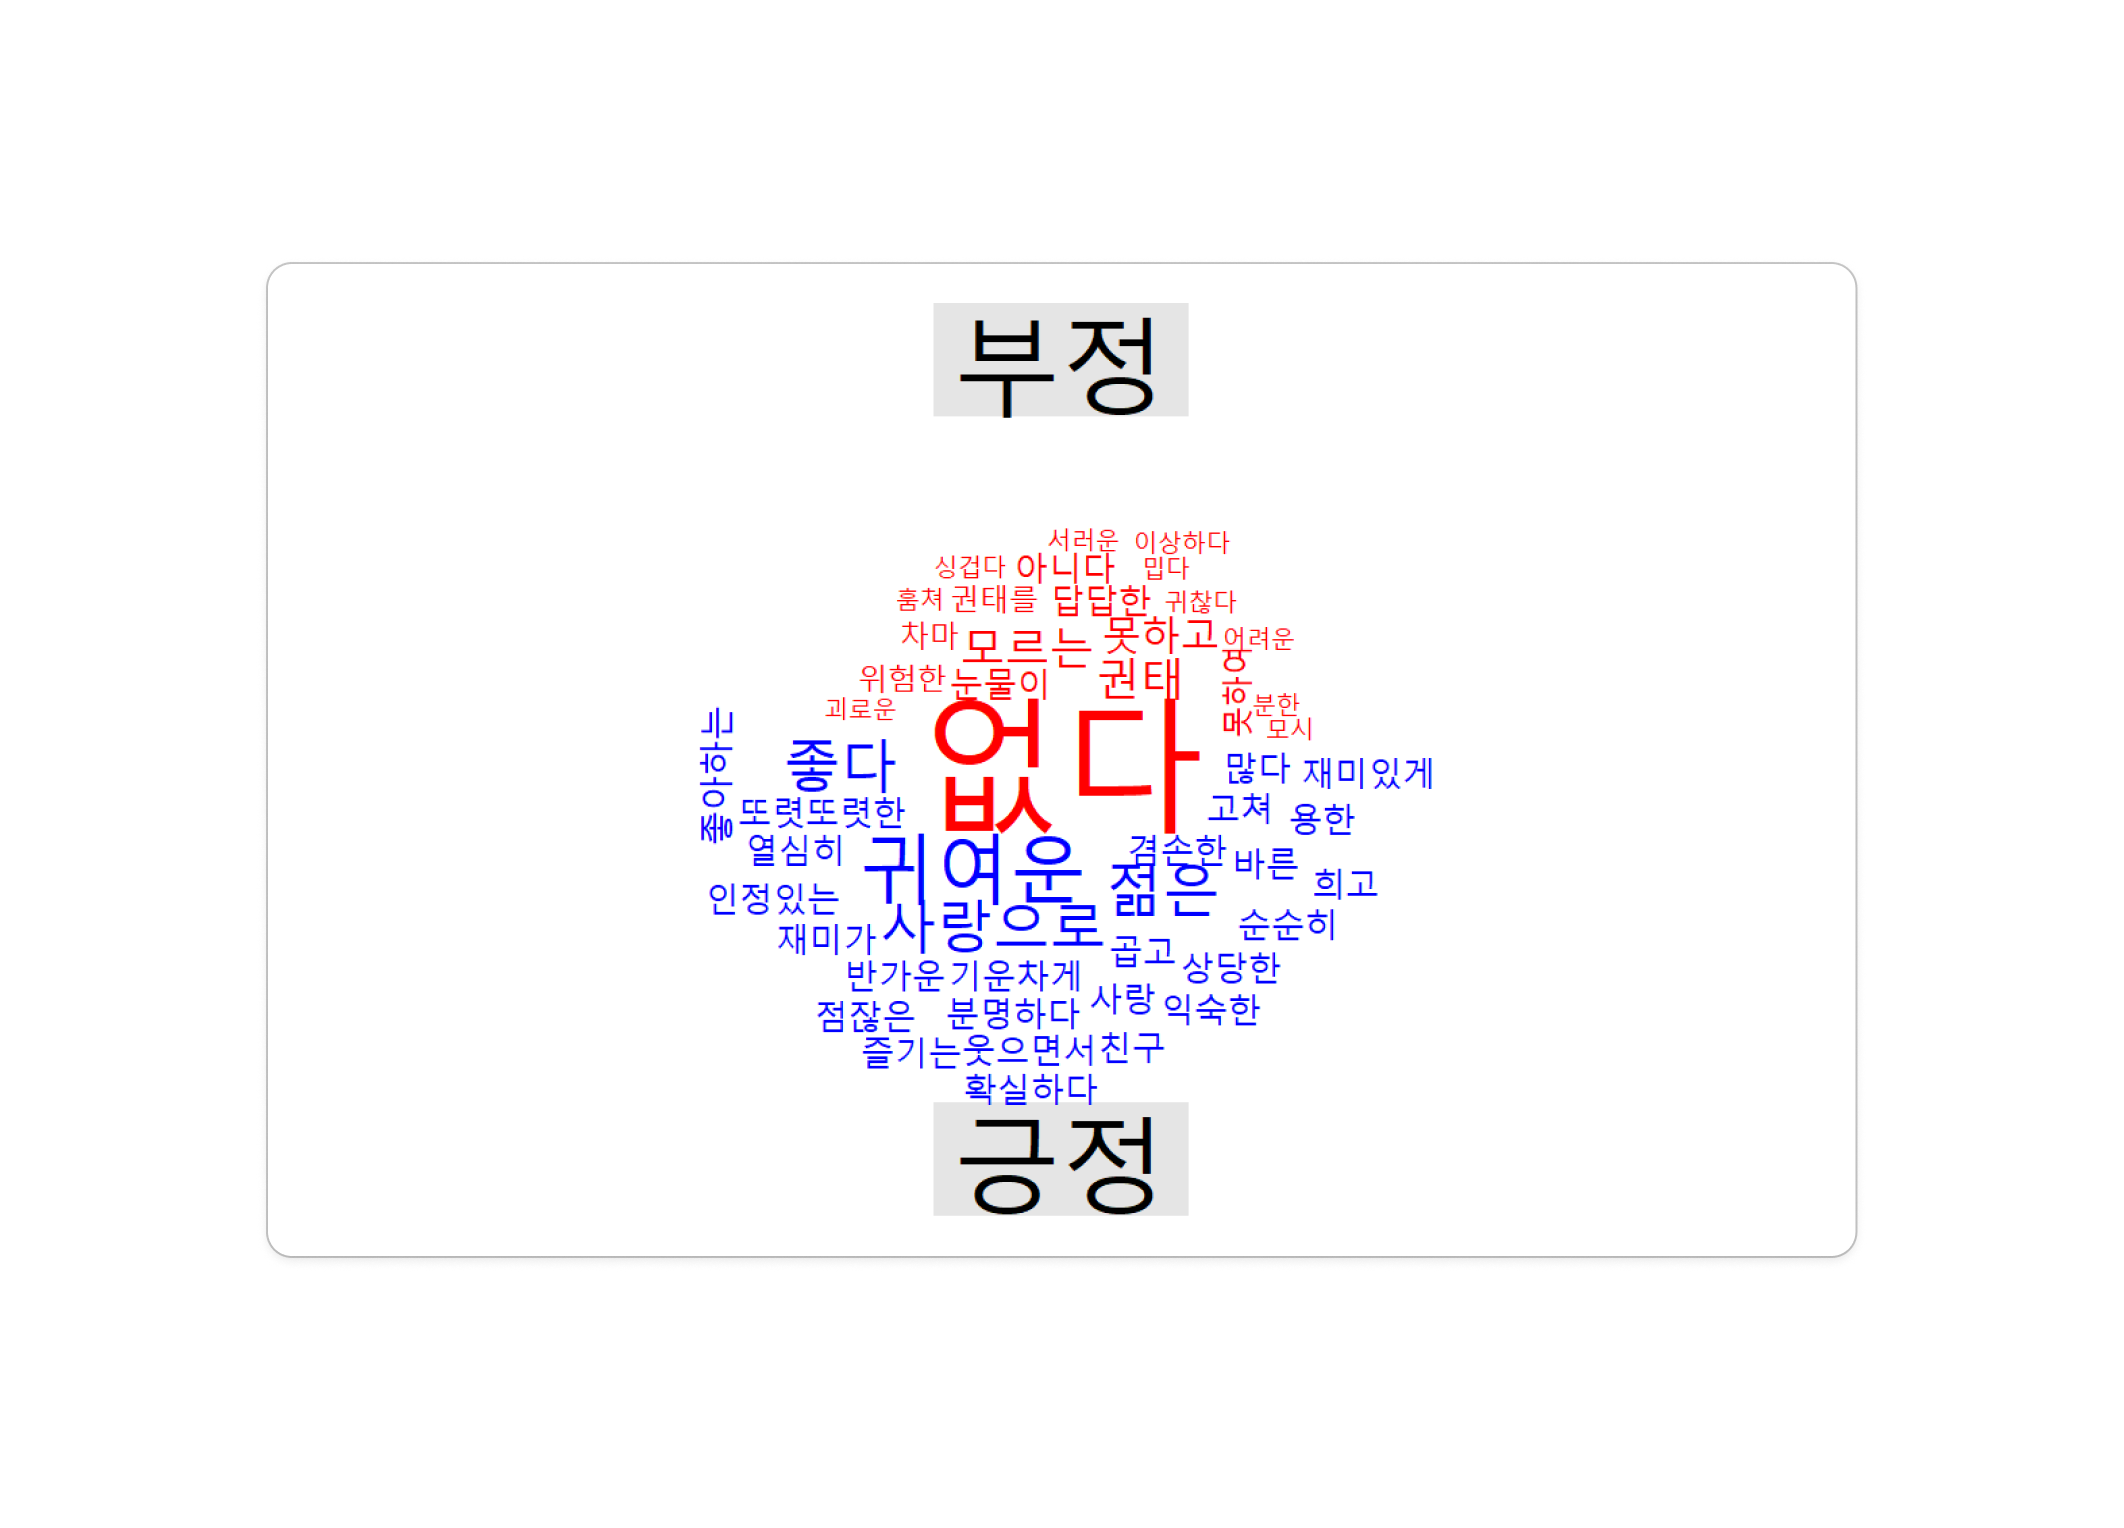 부정
서러운 이상하다
싱겁다 아니다 밉다
훔쳐 권태를 답답한 귀찮다
차마 모르는 못하고 어려운
위험한 눈물이 권태 못하유
괴로운 없다 분한
모시
좋아하는 좋다 많다 재미있게
또렷또렷한 고쳐 용한
열심히 귀여운 겸손한 바른
인정있는 젊은 희고
재미가 사랑으로 곱고 순순히
반가운 기운차게 상당한
점잖은 분명하다 사랑 익숙한
즐기는 웃으면서 친구
확실하다
긍정